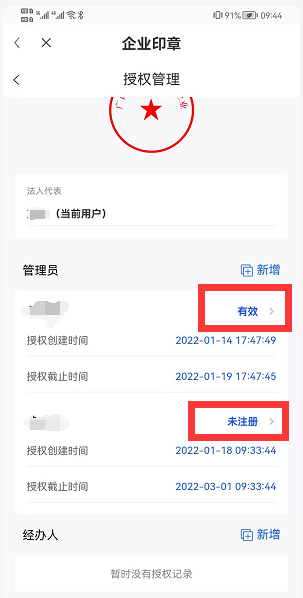 91% 09:44
企业印章
授权管理
法人代表
（当前用户）
管理员 新增
有效
授权创建时间 2022-01-14 17:47:49
授权截止时间 2022-01-19 17:47:45
未注册
授权创建时间 2022-01-18 09:33:44
授权截止时间 2022-03-01 09:33:44
经办人 新增
暂时没有授权记录